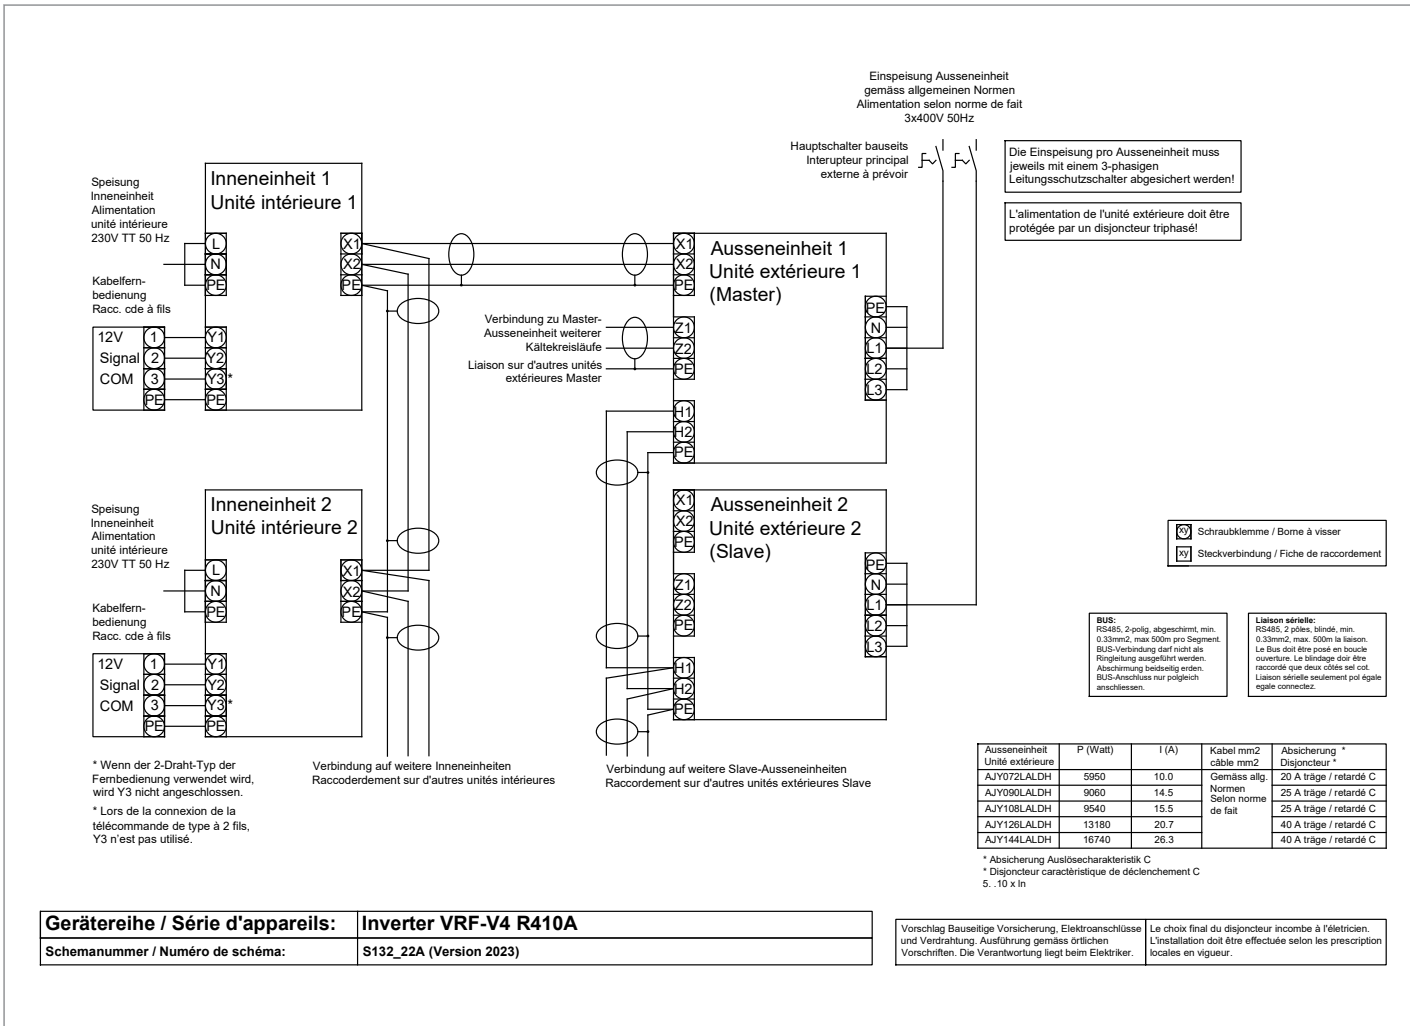 Einspeisung Ausseneinheit
gemäss allgemeinen Normen
Alimentation selon norme de fait
3x400V 50Hz
Hauptschalter bauseits
Interupteur principal
externe à prévoir
Die Einspeisung pro Ausseneinheit muss
jeweils mit einem 3-phasigen
Leitungsschutzschalter abgesichert werden!
L'alimentation de l'unité extérieure doit être
protégée par un disjoncteur triphasé!
Speisung
Inneneinheit
Alimentation
unité intérieure
230V TT 50 Hz
Inneneinheit 1
Unité intérieure 1
L
N
PE
X1
X2
PE
Kabelfern-
bedienung
Racc. cde à fils
12V 1 Y1
Signal 2 Y2
COM 3 Y3 *
PE PE
Ausseneinheit 1
Unité extérieure 1
(Master)
X1
X2
PE
Z1
Z2
PE
H1
H2
PE
PE
N
L1
L2
L3
Verbindung zu Master-
Ausseneinheit weiterer
Kältekreisläufe
Liaison sur d'autres unités
extérieures Master
Speisung
Inneneinheit
Alimentation
unité intérieure
230V TT 50 Hz
Inneneinheit 2
Unité intérieure 2
L
N
PE
X1
X2
PE
Kabelfern-
bedienung
Racc. cde à fils
12V 1 Y1
Signal 2 Y2
COM 3 Y3 *
PE PE
Ausseneinheit 2
Unité extérieure 2
(Slave)
X1
X2
PE
Z1
Z2
PE
H1
H2
PE
PE
N
L1
L2
L3
xy Schraubklemme / Borne à visser
xy Steckverbindung / Fiche de raccordement
BUS:
RS485, 2-polig, abgeschirmt, min.
0.33mm2, max 500m pro Segment.
BUS-Verbindung darf nicht als
Ringleitung ausgeführt werden.
Abschirmung beidseitig erden.
BUS-Anschluss nur polgleich
anschliessen.
Liaison sérielle:
RS485, 2 pôles, blindé, min.
0.33mm2, max. 500m la liaison.
Le Bus doit être posé en boucle
ouverture. Le blindage doir être
raccordé que deux côtés sel cot.
Liaison sérielle seulement pol égale
egale connectez.
* Wenn der 2-Draht-Typ der
Fernbedienung verwendet wird,
wird Y3 nicht angeschlossen.
* Lors de la connexion de la
télécommande de type à 2 fils,
Y3 n'est pas utilisé.
Verbindung auf weitere Inneneinheiten
Raccoderdement sur d'autres unités intérieures
Verbindung auf weitere Slave-Ausseneinheiten
Raccordement sur d'autres unités extérieures Slave
Ausseneinheit P (Watt) I (A) Kabel mm2 Absicherung *
Unité extérieure câble mm2 Disjoncteur *
AJY072LALDH 5950 10.0 Gemäss allg. 20 A träge / retardé C
AJY090LALDH 9060 14.5 Normen 25 A träge / retardé C
AJY108LALDH 9540 15.5 Selon norme 25 A träge / retardé C
AJY126LALDH 13180 20.7 de fait 40 A träge / retardé C
AJY144LALDH 16740 26.3 40 A träge / retardé C
* Absicherung Auslösecharakteristik C
* Disjoncteur caractèristique de déclenchement C
5. .10 x In
Gerätereihe / Série d'appareils: Inverter VRF-V4 R410A
Schemanummer / Numéro de schéma: S132_22A (Version 2023)
Vorschlag Bauseitige Vorsicherung, Elektroanschlüsse
und Verdrahtung. Ausführung gemäss örtlichen
Vorschriften. Die Verantwortung liegt beim Elektriker.
Le choix final du disjoncteur incombe à l'életricien.
L'installation doit être effectuée selon les prescription
locales en vigueur.